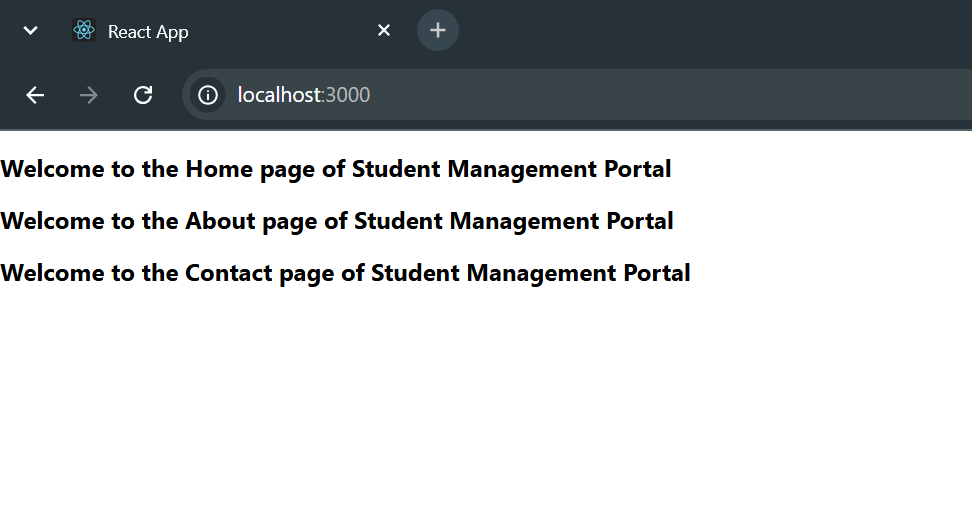 React App
localhost:3000
Welcome to the Home page of Student Management Portal
Welcome to the About page of Student Management Portal
Welcome to the Contact page of Student Management Portal